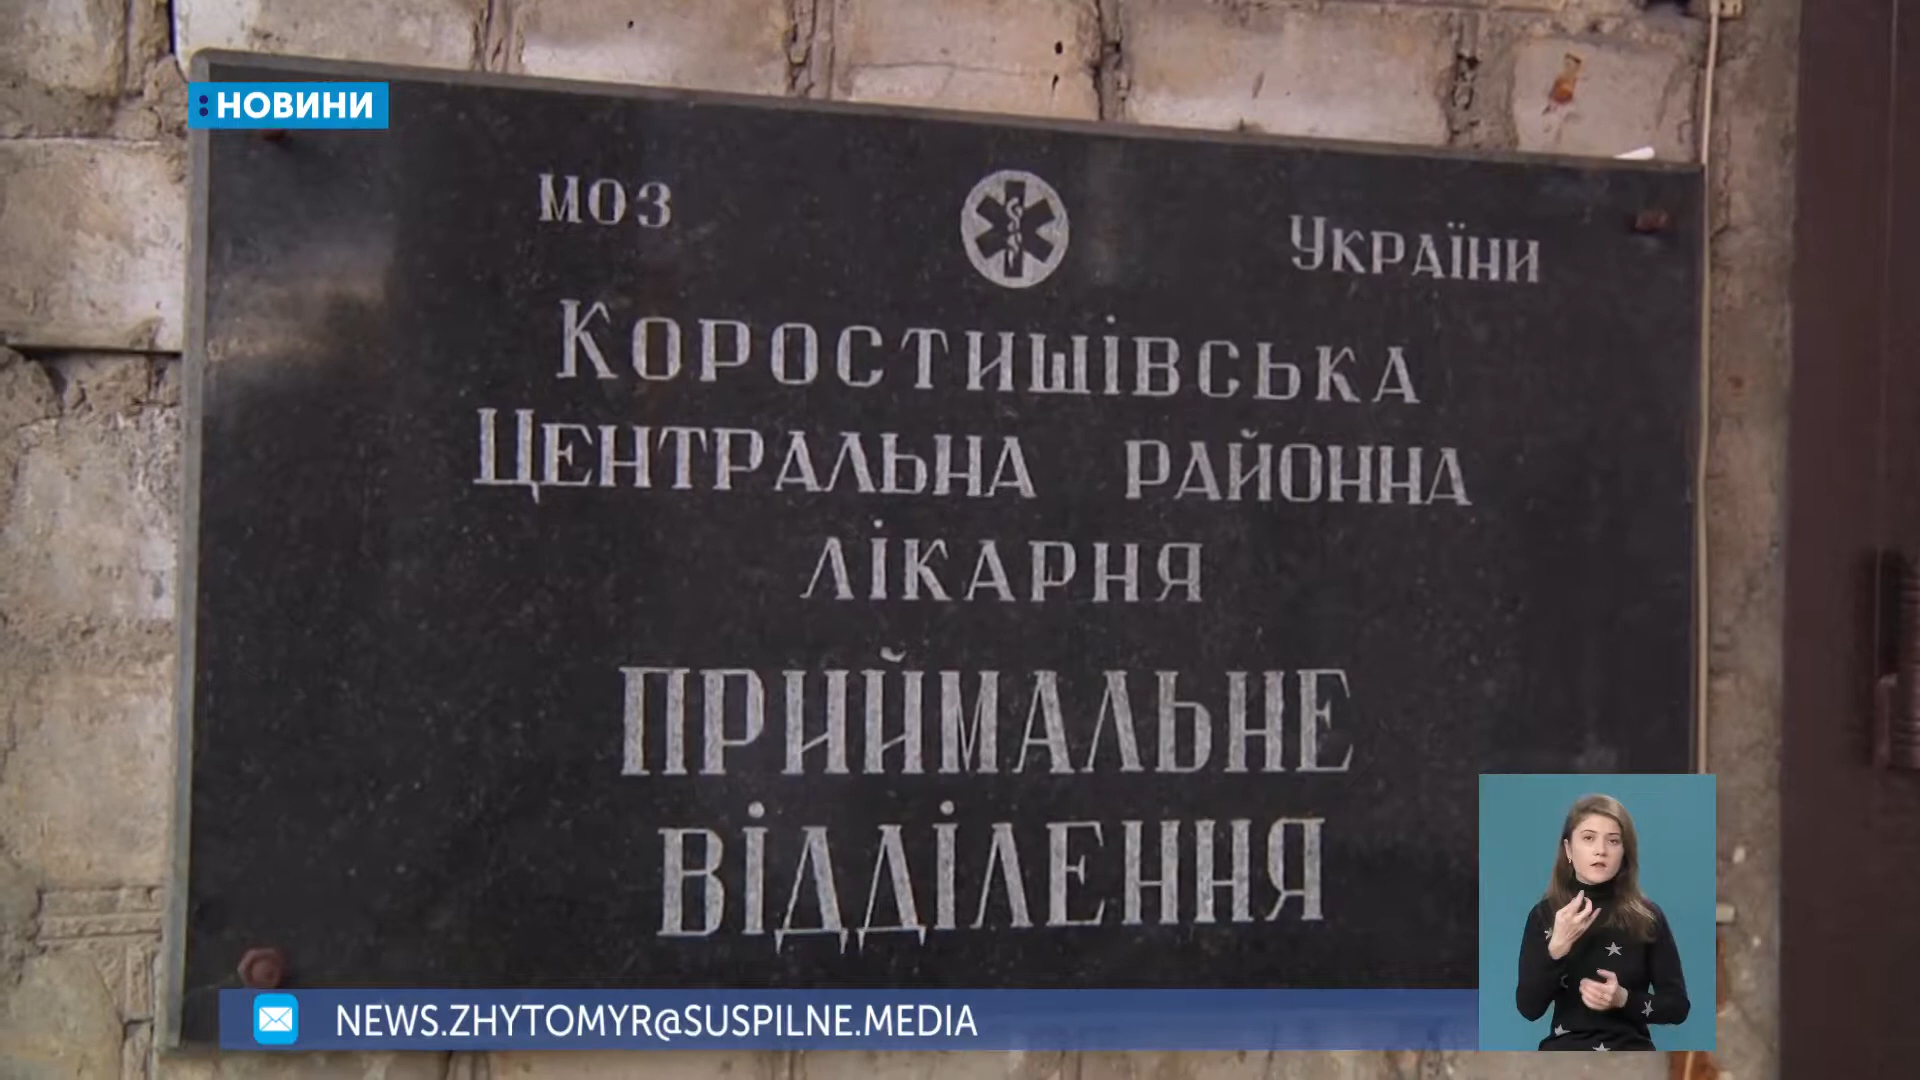 :НОВИНИ
МОЗ УКРАЇНИ
КОРОСТИШІВСЬКА
ЦЕНТРАЛЬНА РАЙОННА
ЛІКАРНЯ
ПРИЙМАЛЬНЕ
ВІДДІЛЕННЯ
NEWS.ZHYTOMYR@SUSPILNE.MEDIA